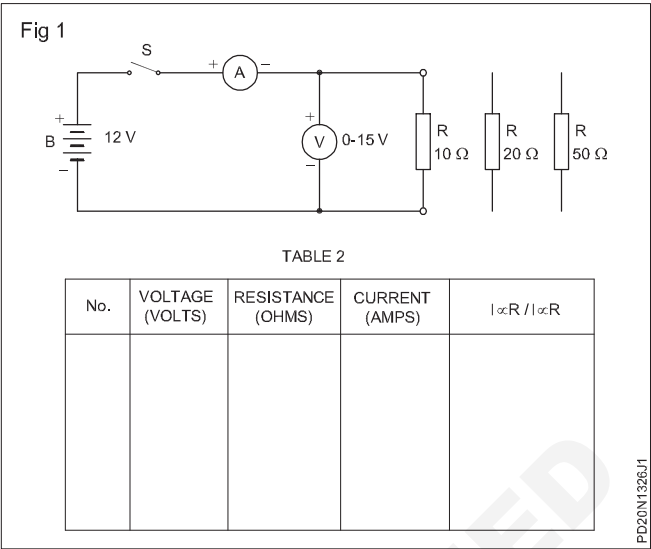 Fig 1
S
+ A −
+
B 12 V
−
+
V 0-15 V
−
R
10 Ω
R
20 Ω
R
50 Ω
TABLE 2
No. VOLTAGE (VOLTS) RESISTANCE (OHMS) CURRENT (AMPS) I ∝R / I ∝R
PD20N1326J1